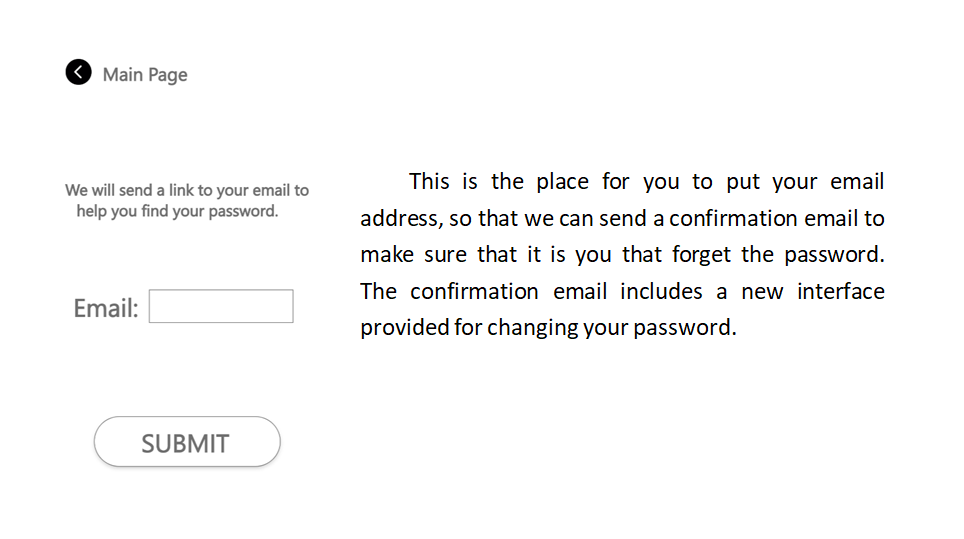 Main Page
We will send a link to your email to
help you find your password.
Email:
SUBMIT
This is the place for you to put your email
address, so that we can send a confirmation email to
make sure that it is you that forget the password.
The confirmation email includes a new interface
provided for changing your password.